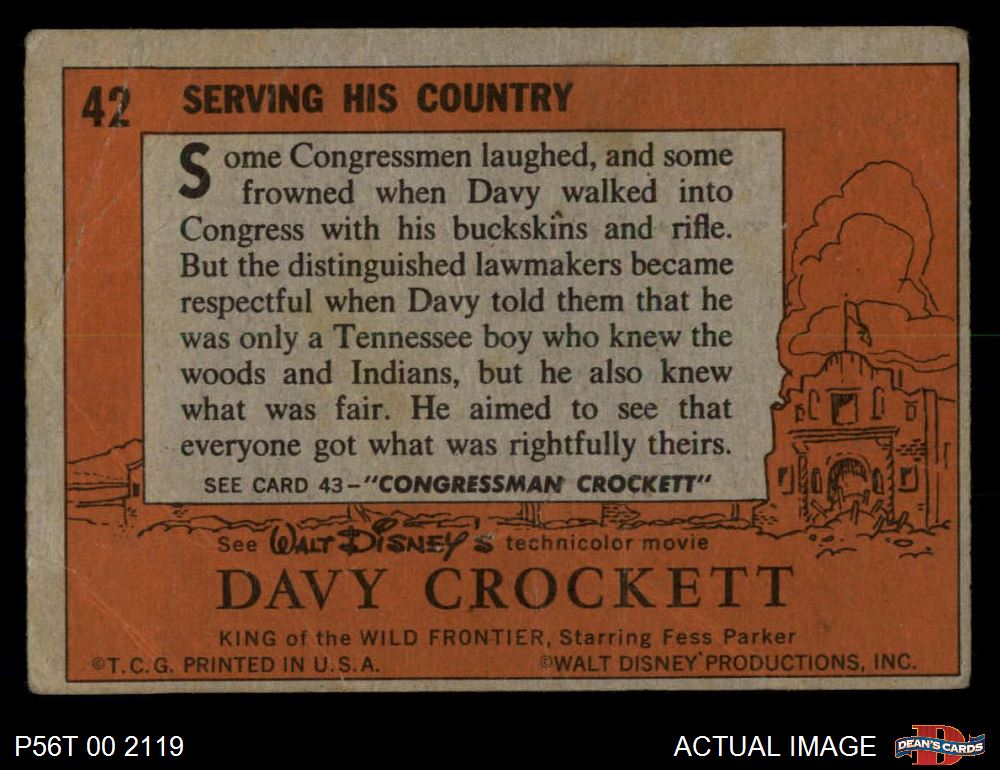 42 SERVING HIS COUNTRY
Some Congressmen laughed, and some
frowned when Davy walked into
Congress with his buckskins and rifle.
But the distinguished lawmakers became
respectful when Davy told them that he
was only a Tennessee boy who knew the
woods and Indians, but he also knew
what was fair. He aimed to see that
everyone got what was rightfully theirs.
SEE CARD 43-"CONGRESSMAN CROCKETT"
See WALT DISNEY'S technicolor movie
DAVY CROCKETT
KING of the WILD FRONTIER, Starring Fess Parker
©T.C.G. PRINTED IN U.S.A. ©WALT DISNEY PRODUCTIONS, INC.
P56T 00 2119 ACTUAL IMAGE DEAN'S CARDS